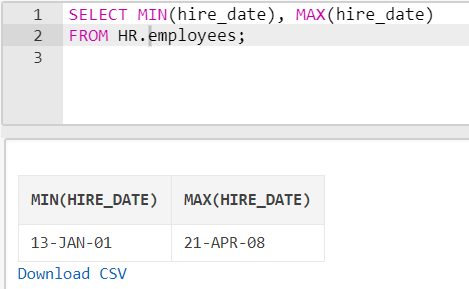 1 SELECT MIN(hire_date), MAX(hire_date)
2 FROM HR.employees;
3
MIN(HIRE_DATE) MAX(HIRE_DATE)
13-JAN-01 21-APR-08
Download CSV